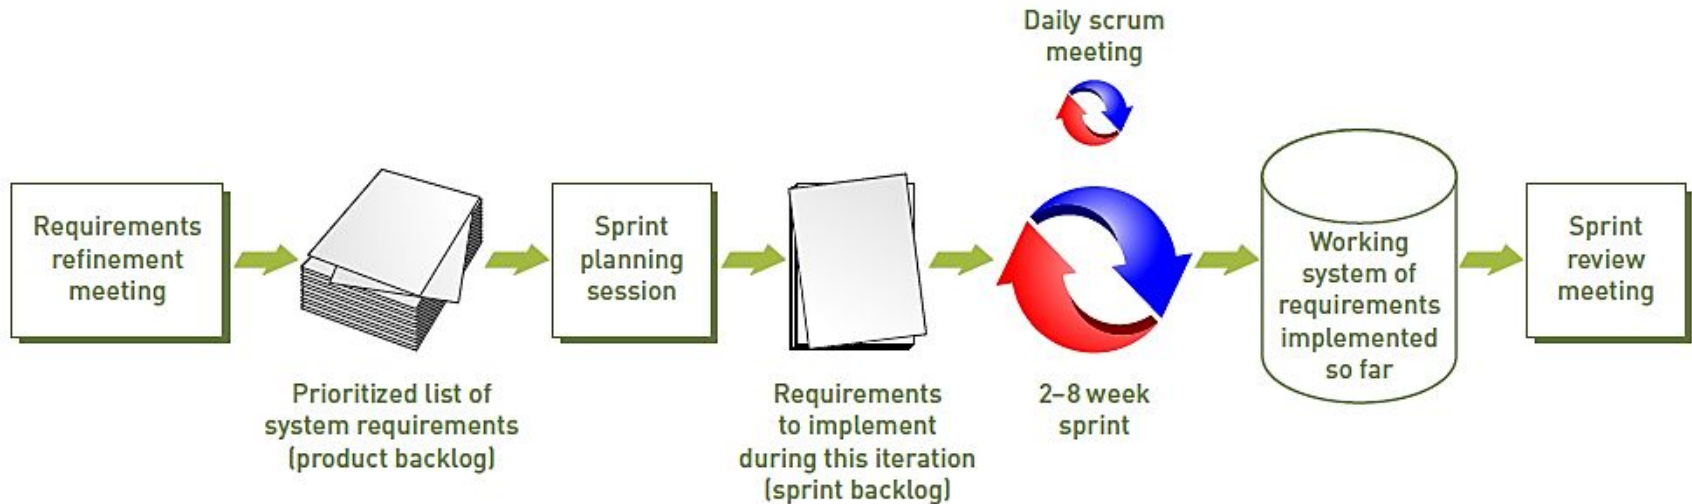 Requirements
refinement
meeting
Prioritized list of
system requirements
(product backlog)
Sprint
planning
session
Requirements
to implement
during this iteration
(sprint backlog)
Daily scrum
meeting
2–8 week
sprint
Working
system of
requirements
implemented
so far
Sprint
review
meeting